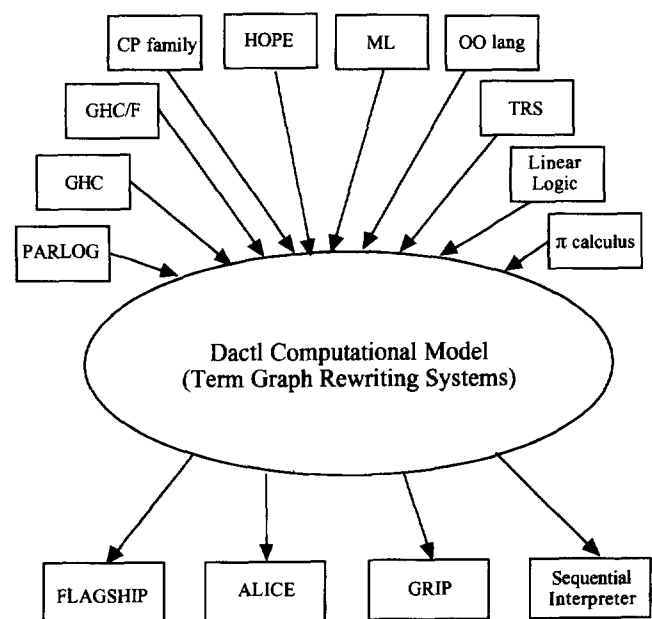 CP family
HOPE
ML
OO lang
GHC/F
TRS
GHC
Linear
Logic
PARLOG
π calculus
Dactl Computational Model
(Term Graph Rewriting Systems)
FLAGSHIP
ALICE
GRIP
Sequential
Interpreter